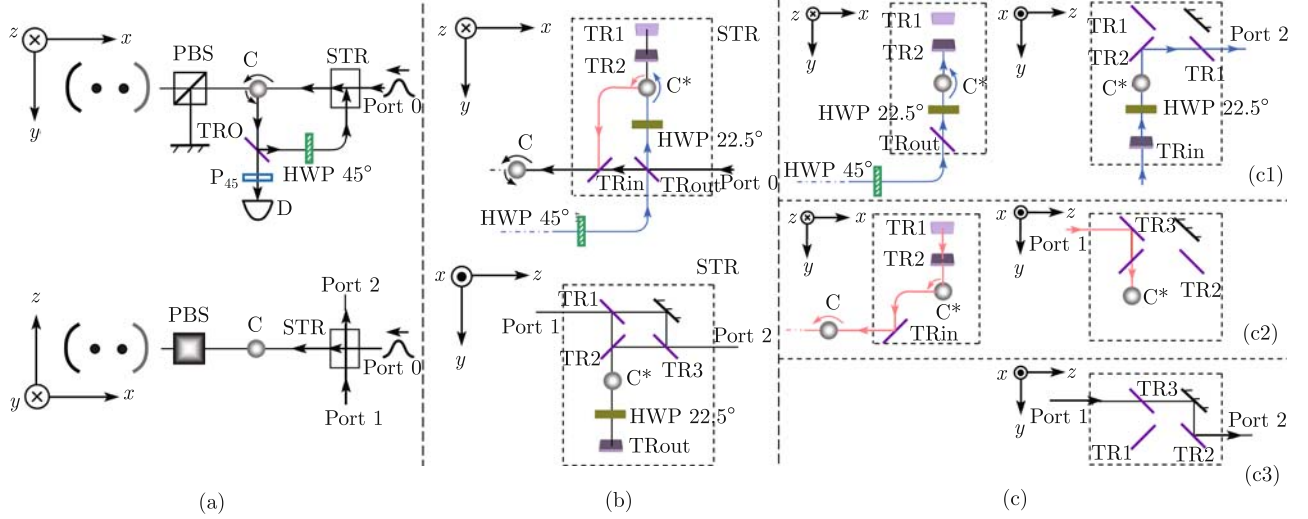 z
x
y
PBS
C
STR
Port 0
TRO
HWP 45°
P45
D
z
Port 2
PBS
C
STR
Port 0
y
x
Port 1
(a)
z
x
y
TR1
STR
TR2
C*
HWP 22.5°
C
TRin
TRout
Port 0
HWP 45°
STR
x
z
y
TR1
Port 1
Port 2
TR2
TR3
C*
HWP 22.5°
TRout
(b)
z
x
y
TR1
TR2
C*
HWP 22.5°
TRout
HWP 45°
x
z
y
TR1
Port 2
TR2
TR1
C*
HWP 22.5°
TRin
(c1)
z
x
y
TR1
TR2
C*
C
TRin
x
z
y
Port 1
TR3
TR2
C*
(c2)
x
z
y
Port 1
TR3
Port 2
TR1
TR2
(c3)
(c)